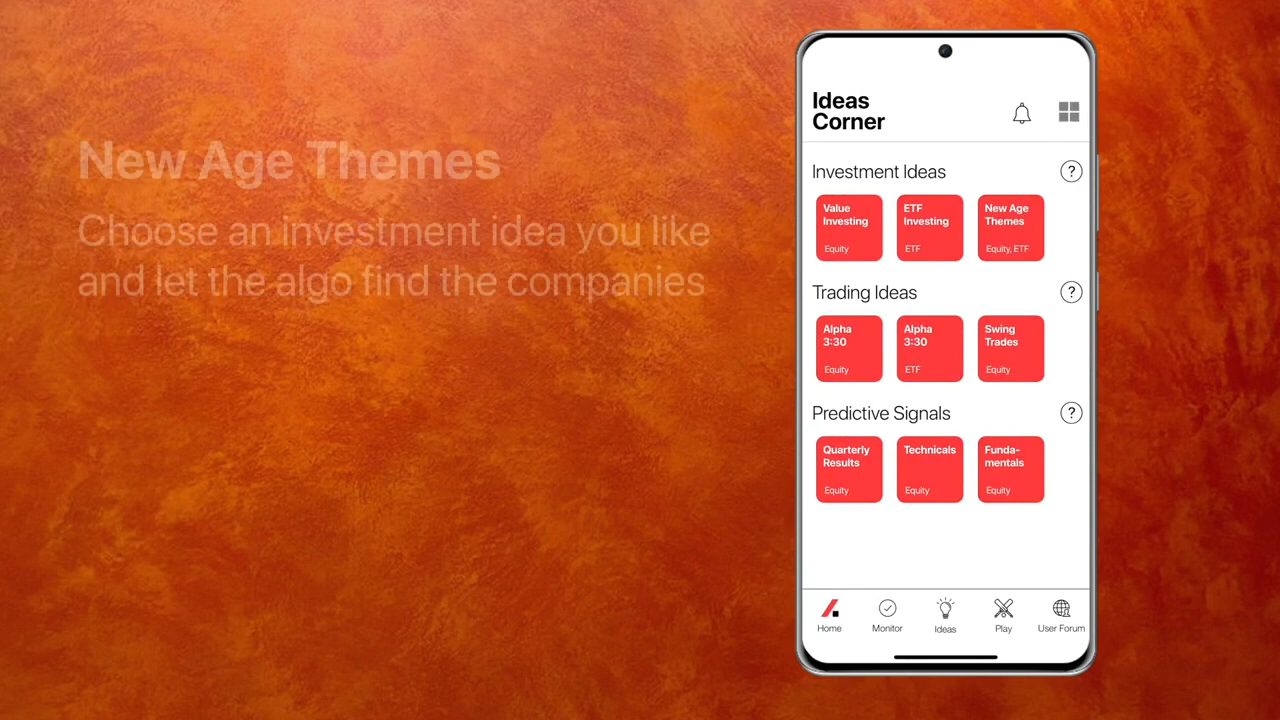 New Age Themes
Choose an investment idea you like
and let the algo find the companies
Ideas
Corner
Investment Ideas
?
Value
Investing
Equity
ETF
Investing
ETF
New Age
Themes
Equity, ETF
Trading Ideas
?
Alpha
3:30
Equity
Alpha
3:30
ETF
Swing
Trades
Equity
Predictive Signals
?
Quarterly
Results
Equity
Technicals
Equity
Funda-
mentals
Equity
Home
Monitor
Ideas
Play
User Forum